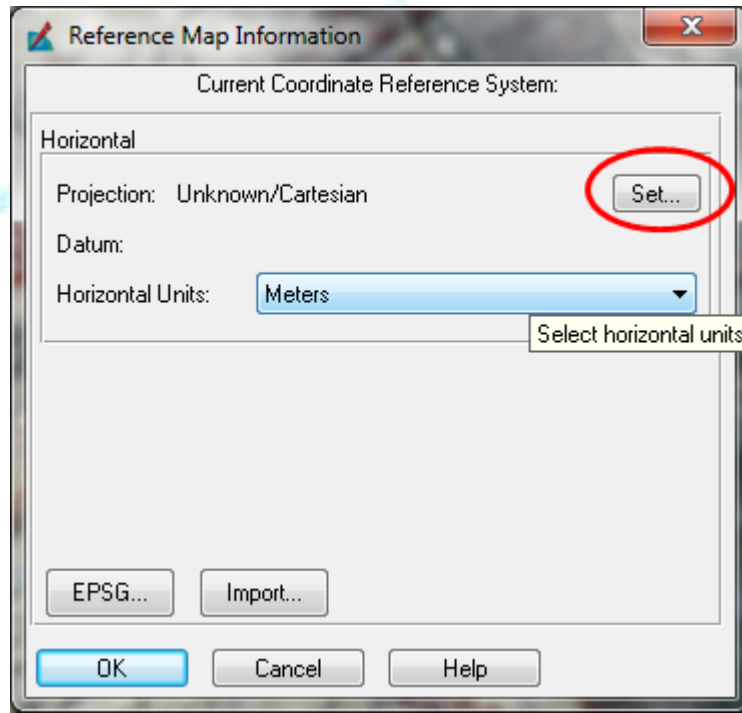 Reference Map Information
Current Coordinate Reference System:
Horizontal
Projection: Unknown/Cartesian Set...
Datum:
Horizontal Units: Meters
Select horizontal units
EPSG... Import...
OK Cancel Help